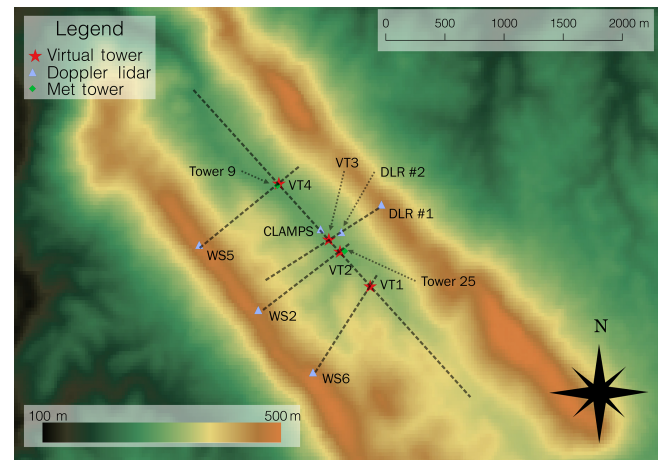 Legend
Virtual tower
Doppler lidar
Met tower
0 500 1000 1500 2000 m
VT3
Tower 9
DLR #2
VT4
DLR #1
CLAMPS
WS5
VT2
Tower 25
VT1
WS2
N
WS6
100 m
500 m